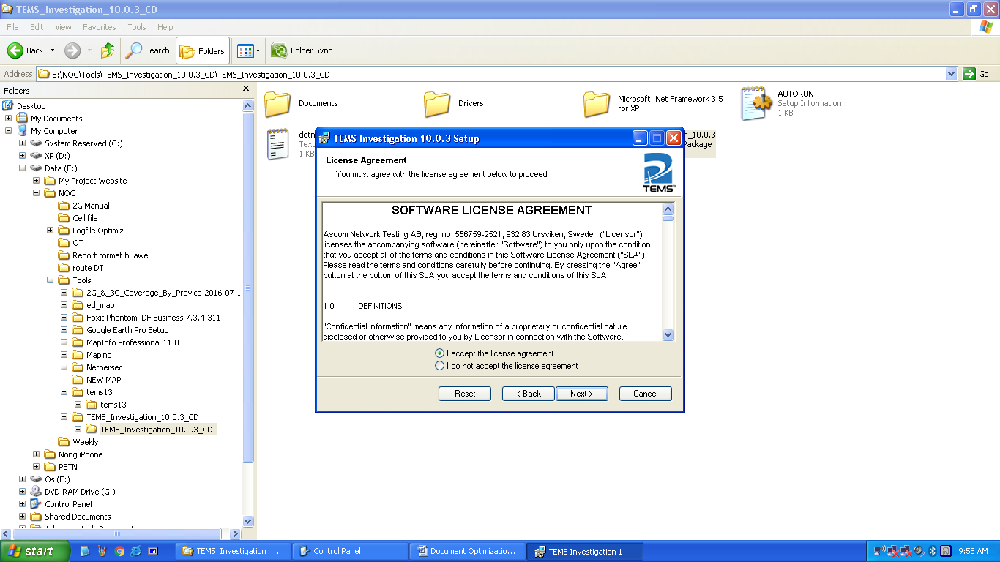 TEMS_Investigation_10.0.3_CD
File Edit View Favorites Tools Help
Back Search Folders Folder Sync
Address E:\NOC\Tools\TEMS_Investigation_10.0.3_CD\TEMS_Investigation_10.0.3_CD Go
Folders
Desktop
My Documents
My Computer
System Reserved (C:)
XP (D:)
Data (E:)
My Project Website
NOC
2G Manual
Cell file
Logfile Optimiz
OT
Report format huawei
route DT
Tools
2G_&_3G_Coverage_By_Provice-2016-07-1
etl_map
Foxit PhantomPDF Business 7.3.4.311
Google Earth Pro Setup
MapInfo Professional 11.0
Maping
Netpersec
NEW MAP
tems13
tems13
TEMS_Investigation_10.0.3_CD
TEMS_Investigation_10.0.3_CD
Weekly
Nong iPhone
PSTN
Os (F:)
DVD-RAM Drive (G:)
Control Panel
Shared Documents
Documents
Drivers
Microsoft .Net Framework 3.5
for XP
AUTORUN
Setup Information
1 KB
dotn
Text
1 KB
n_10.0.3
Package
TEMS Investigation 10.0.3 Setup
License Agreement
You must agree with the license agreement below to proceed.
TEMS™
SOFTWARE LICENSE AGREEMENT
Ascom Network Testing AB, reg. no. 556759-2521, 932 83 Ursviken, Sweden ("Licensor")
licenses the accompanying software (hereinafter "Software") to you only upon the condition
that you accept all of the terms and conditions in this Software License Agreement ("SLA").
Please read the terms and conditions carefully before continuing. By pressing the "Agree"
button at the bottom of this SLA you accept the terms and conditions of this SLA.
1.0 DEFINITIONS
"Confidential Information" means any information of a proprietary or confidential nature
disclosed or otherwise provided to you by Licensor in connection with the Software.
I accept the license agreement
I do not accept the license agreement
Reset < Back Next > Cancel
start TEMS_Investigation_... Control Panel Document Optimizatio... TEMS Investigation 1... 9:58 AM